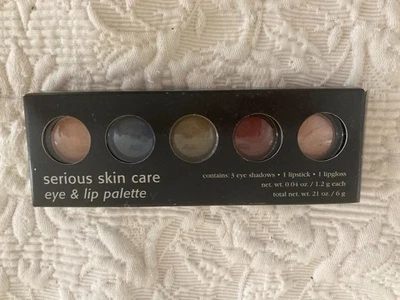 serious skin care
eye & lip palette
contains: 3 eye shadows • 1 lipstick • 1 lipgloss
net. wt. 0.04 oz / 1.2 g each
total net wt. 21 oz / 6 g